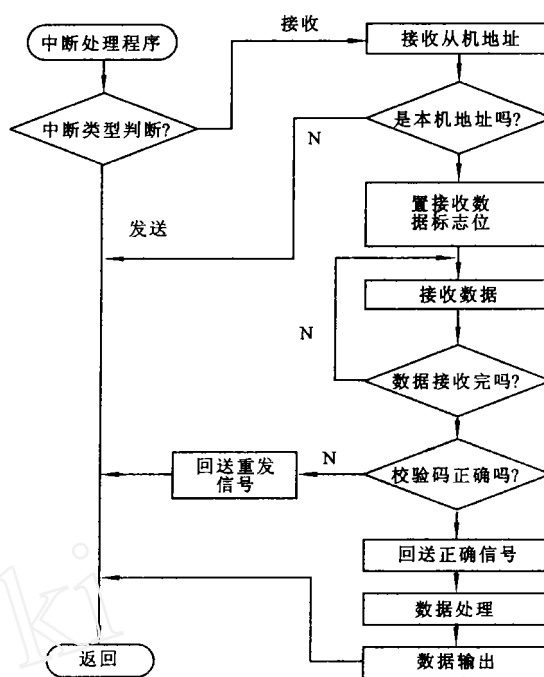 中断处理程序
接收
接收从机地址
中断类型判断?
N
是本机地址吗?
置接收数
据标志位
发送
接收数据
N
数据接收完吗?
回送重发
信号
N
校验码正确吗?
回送正确信号
数据处理
返回
数据输出
ki